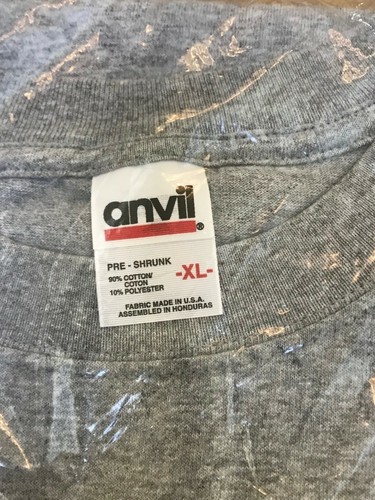 anvil®
PRE - SHRUNK
90% COTTON/
COTON
10% POLYESTER
-XL-
FABRIC MADE IN U.S.A.
ASSEMBLED IN HONDURAS